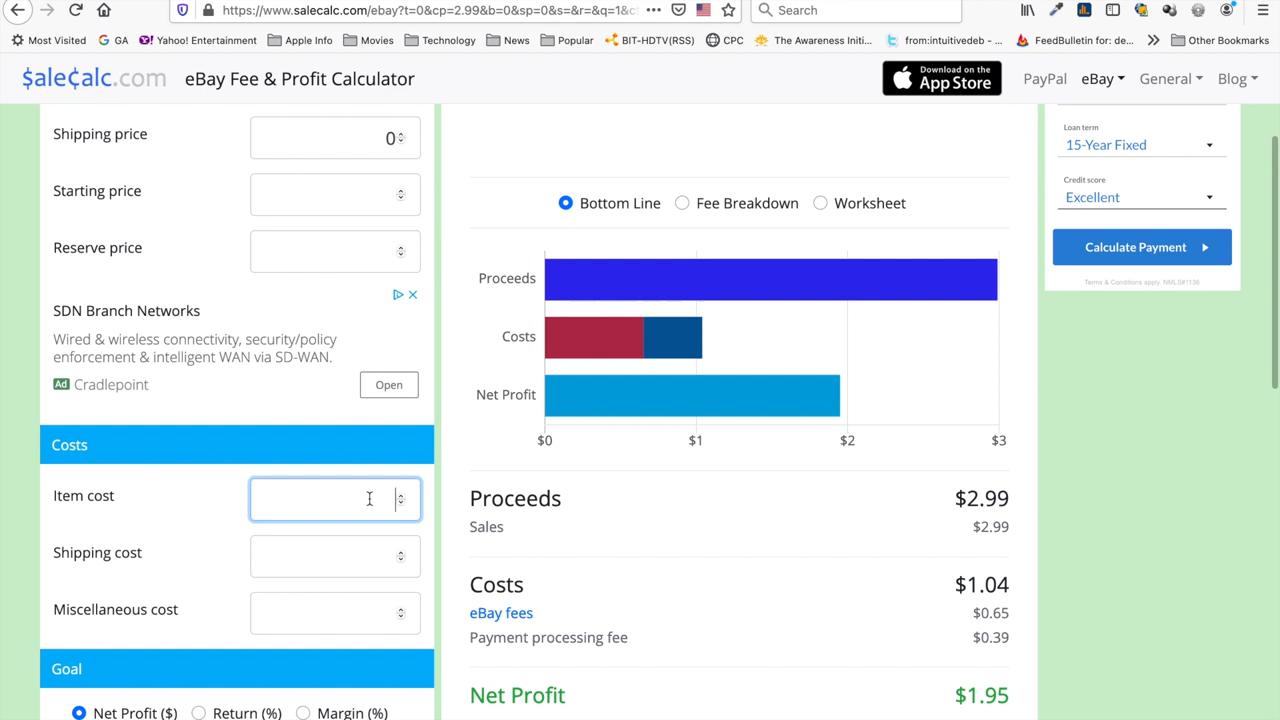 https://www.salecalc.com/ebay?t=0&cp=2.99&b=0&sp=0&s=&r=&q=1&c
Search
Most Visited
GA
Yahoo! Entertainment
Apple Info
Movies
Technology
News
Popular
BIT-HDTV(RSS)
CPC
The Awareness Initi...
from:intuitivedeb – ...
FeedBulletin for: de...
Other Bookmarks
$ale¢alc.com
eBay Fee & Profit Calculator
Download on the
App Store
PayPal
eBay
General
Blog
Shipping price
0
Starting price
Reserve price
SDN Branch Networks
Wired & wireless connectivity, security/policy
enforcement & intelligent WAN via SD-WAN.
Ad Cradlepoint
Open
Costs
Item cost
Shipping cost
Miscellaneous cost
Goal
Net Profit ($)
Return (%)
Margin (%)
Bottom Line
Fee Breakdown
Worksheet
Proceeds
Costs
Net Profit
$0
$1
$2
$3
Proceeds
$2.99
Sales
$2.99
Costs
$1.04
eBay fees
$0.65
Payment processing fee
$0.39
Net Profit
$1.95
Loan term
15-Year Fixed
Credit score
Excellent
Calculate Payment
Terms & Conditions apply. NMLS#1136